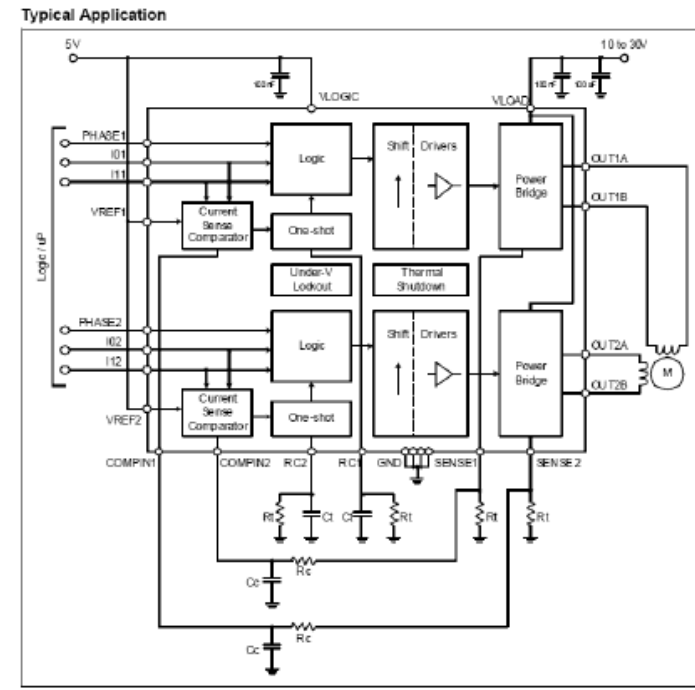 Typical Application
5V
10 to 30V
100nF
100nF
100uF
VLOGIC
VLOAD
PHASE1
I01
I11
VREF1
Logic / uP
Logic
Shift
Drivers
Power
Bridge
OUT1A
OUT1B
Current
Sense
Comparator
One-shot
Under-V
Lockout
Thermal
Shutdown
PHASE2
I02
I12
VREF2
Logic
Shift
Drivers
Power
Bridge
OUT2A
OUT2B
M
Current
Sense
Comparator
One-shot
COMPIN1
COMPIN2
RC2
RC1
GND
SENSE1
SENSE2
Rt
Ct
Ct
Rt
Rt
Rt
Cc
Rc
Cc
Rc